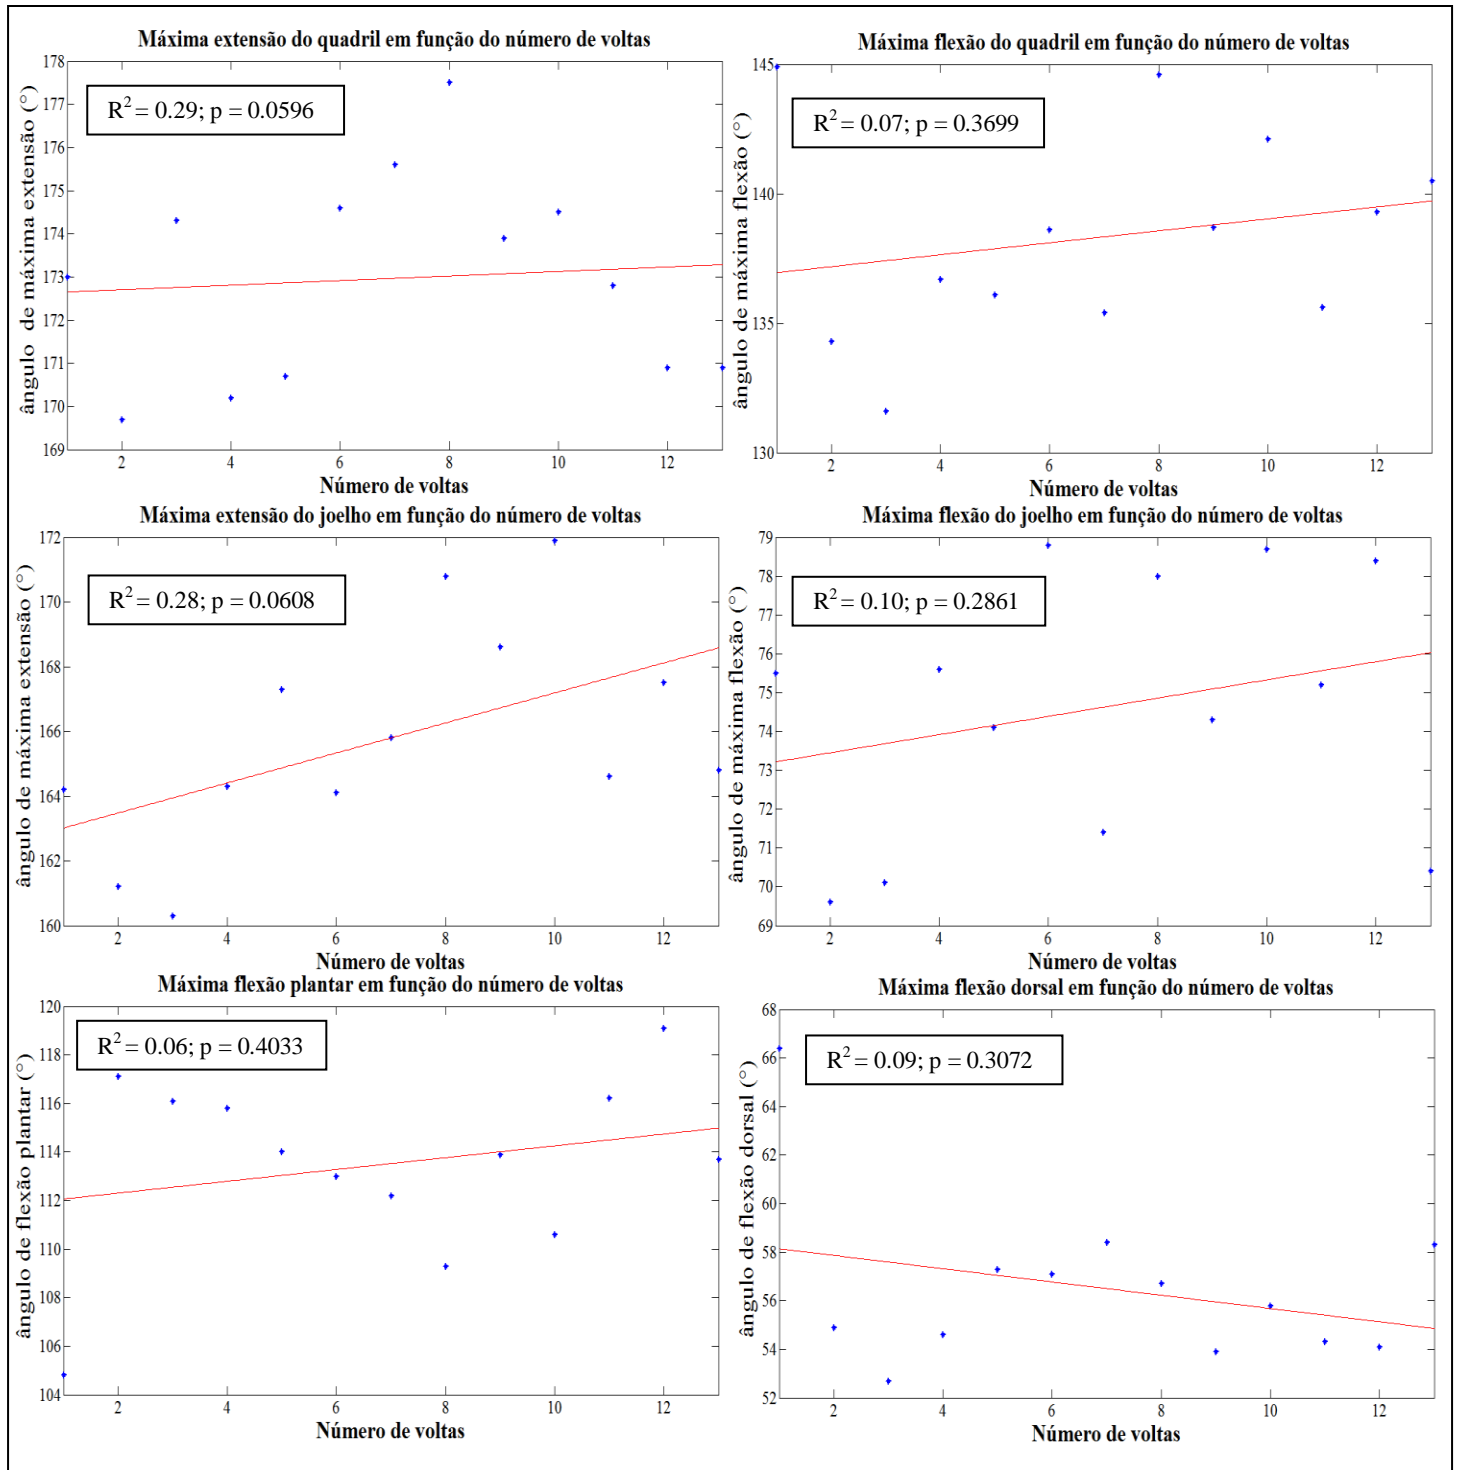 Máxima extensão do quadril em função do número de voltas
R² = 0.29; p = 0.0596
ângulo de máxima extensão (°)
178
177
176
175
174
173
172
171
170
169
2 4 6 8 10 12
Número de voltas
Máxima flexão do quadril em função do número de voltas
R² = 0.07; p = 0.3699
ângulo de máxima flexão (°)
145
140
135
130
2 4 6 8 10 12
Número de voltas
Máxima extensão do joelho em função do número de voltas
R² = 0.28; p = 0.0608
ângulo de máxima extensão (°)
172
170
168
166
164
162
160
2 4 6 8 10 12
Número de voltas
Máxima flexão do joelho em função do número de voltas
R² = 0.10; p = 0.2861
ângulo de máxima flexão (°)
79
78
77
76
75
74
73
72
71
70
69
2 4 6 8 10 12
Número de voltas
Máxima flexão plantar em função do número de voltas
R² = 0.06; p = 0.4033
ângulo de flexão plantar (°)
120
118
116
114
112
110
108
106
104
2 4 6 8 10 12
Número de voltas
Máxima flexão dorsal em função do número de voltas
R² = 0.09; p = 0.3072
ângulo de flexão dorsal (°)
68
66
64
62
60
58
56
54
52
2 4 6 8 10 12
Número de voltas